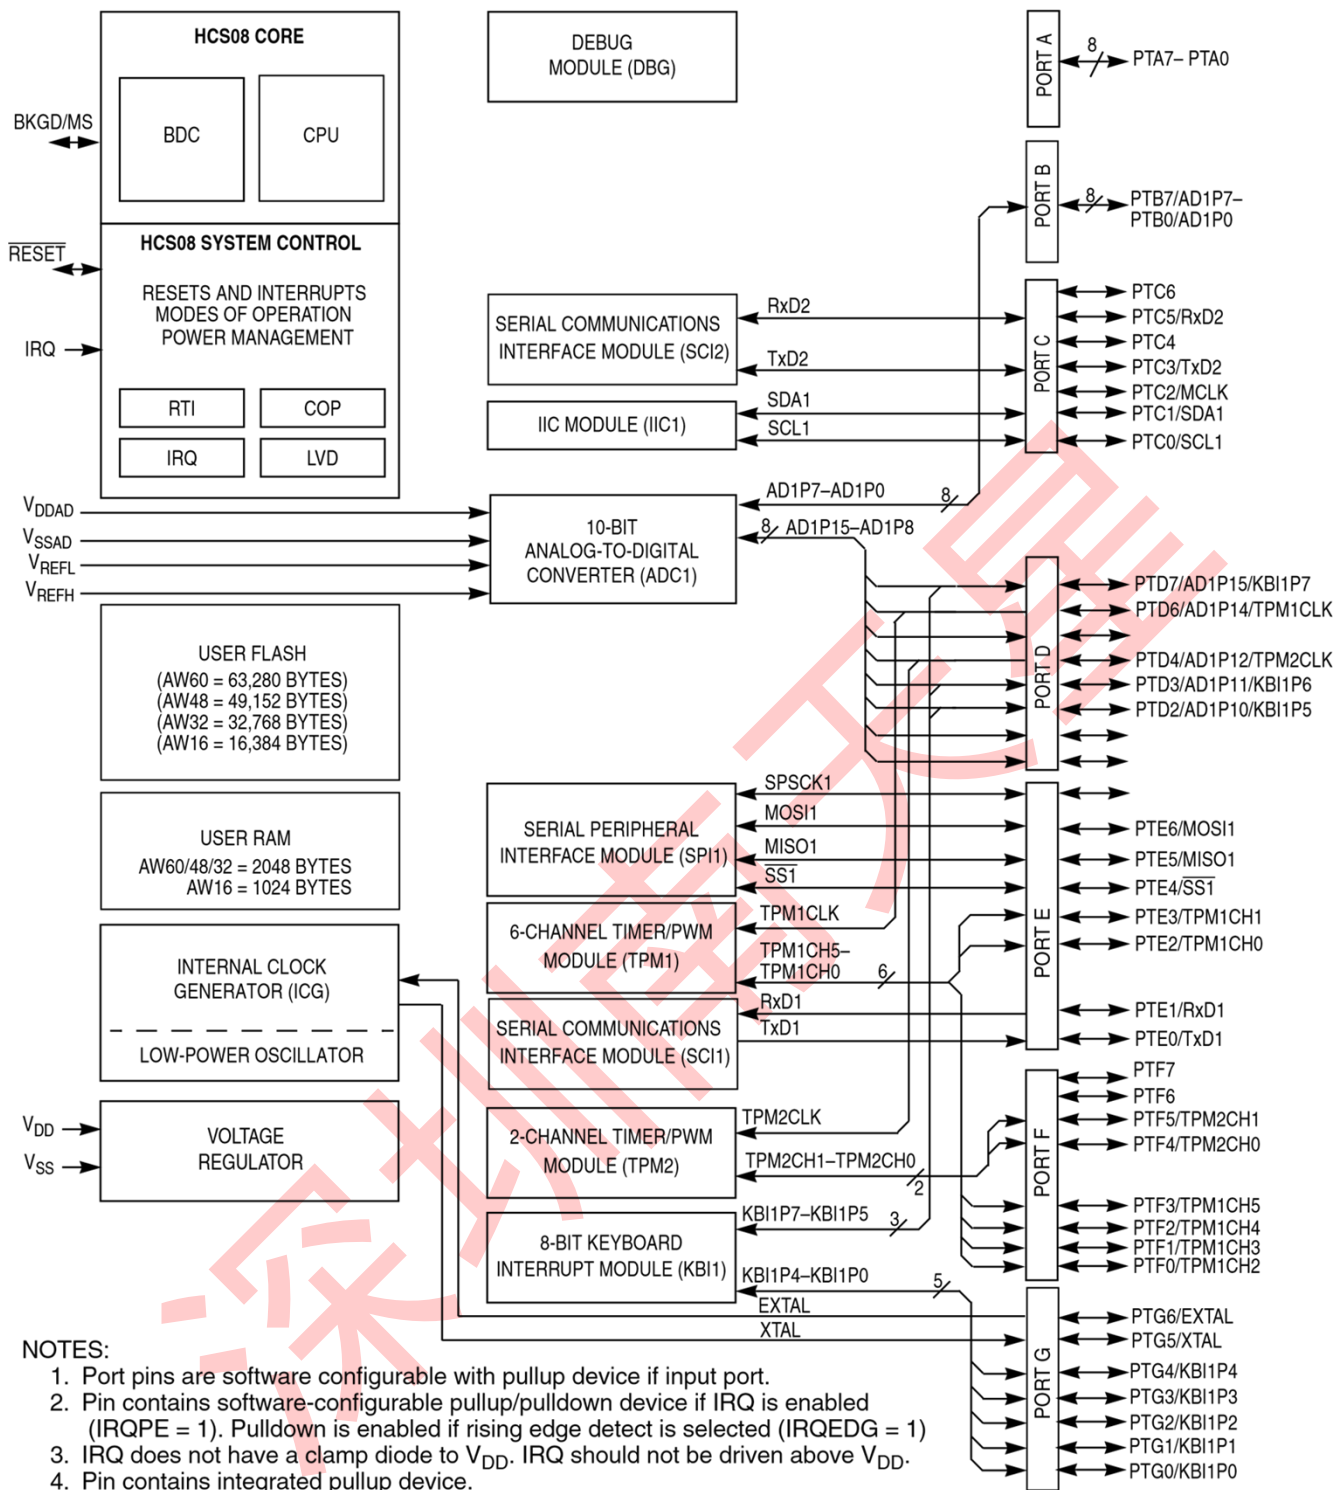 HCS08 CORE
BDC
CPU
BKGD/MS
HCS08 SYSTEM CONTROL
RESET
RESETS AND INTERRUPTS
MODES OF OPERATION
POWER MANAGEMENT
IRQ
RTI
COP
IRQ
LVD
VDDAD
VSSAD
VREFL
VREFH
USER FLASH
(AW60 = 63,280 BYTES)
(AW48 = 49,152 BYTES)
(AW32 = 32,768 BYTES)
(AW16 = 16,384 BYTES)
USER RAM
AW60/48/32 = 2048 BYTES
AW16 = 1024 BYTES
INTERNAL CLOCK
GENERATOR (ICG)
LOW-POWER OSCILLATOR
VDD
VSS
VOLTAGE
REGULATOR
DEBUG
MODULE (DBG)
SERIAL COMMUNICATIONS
INTERFACE MODULE (SCI2)
RxD2
TxD2
IIC MODULE (IIC1)
SDA1
SCL1
10-BIT
ANALOG-TO-DIGITAL
CONVERTER (ADC1)
AD1P7–AD1P0
8
8
AD1P15–AD1P8
SERIAL PERIPHERAL
INTERFACE MODULE (SPI1)
SPSCK1
MOSI1
MISO1
SS1
6-CHANNEL TIMER/PWM
MODULE (TPM1)
TPM1CLK
TPM1CH5–
TPM1CH0
6
SERIAL COMMUNICATIONS
INTERFACE MODULE (SCI1)
RxD1
TxD1
2-CHANNEL TIMER/PWM
MODULE (TPM2)
TPM2CLK
TPM2CH1–TPM2CH0
2
8-BIT KEYBOARD
INTERRUPT MODULE (KBI1)
KBI1P7–KBI1P5
3
KBI1P4–KBI1P0
5
EXTAL
XTAL
PORT A
8
PTA7– PTA0
PORT B
8
PTB7/AD1P7–
PTB0/AD1P0
PORT C
PTC6
PTC5/RxD2
PTC4
PTC3/TxD2
PTC2/MCLK
PTC1/SDA1
PTC0/SCL1
PORT D
PTD7/AD1P15/KBI1P7
PTD6/AD1P14/TPM1CLK
PTD4/AD1P12/TPM2CLK
PTD3/AD1P11/KBI1P6
PTD2/AD1P10/KBI1P5
PORT E
PTE6/MOSI1
PTE5/MISO1
PTE4/SS1
PTE3/TPM1CH1
PTE2/TPM1CH0
PTE1/RxD1
PTE0/TxD1
PORT F
PTF7
PTF6
PTF5/TPM2CH1
PTF4/TPM2CH0
PTF3/TPM1CH5
PTF2/TPM1CH4
PTF1/TPM1CH3
PTF0/TPM1CH2
PORT G
PTG6/EXTAL
PTG5/XTAL
PTG4/KBI1P4
PTG3/KBI1P3
PTG2/KBI1P2
PTG1/KBI1P1
PTG0/KBI1P0
NOTES:
1. Port pins are software configurable with pullup device if input port.
2. Pin contains software-configurable pullup/pulldown device if IRQ is enabled
(IRQPE = 1). Pulldown is enabled if rising edge detect is selected (IRQEDG = 1)
3. IRQ does not have a clamp diode to VDD. IRQ should not be driven above VDD.
4. Pin contains integrated pullup device.
深圳南天星